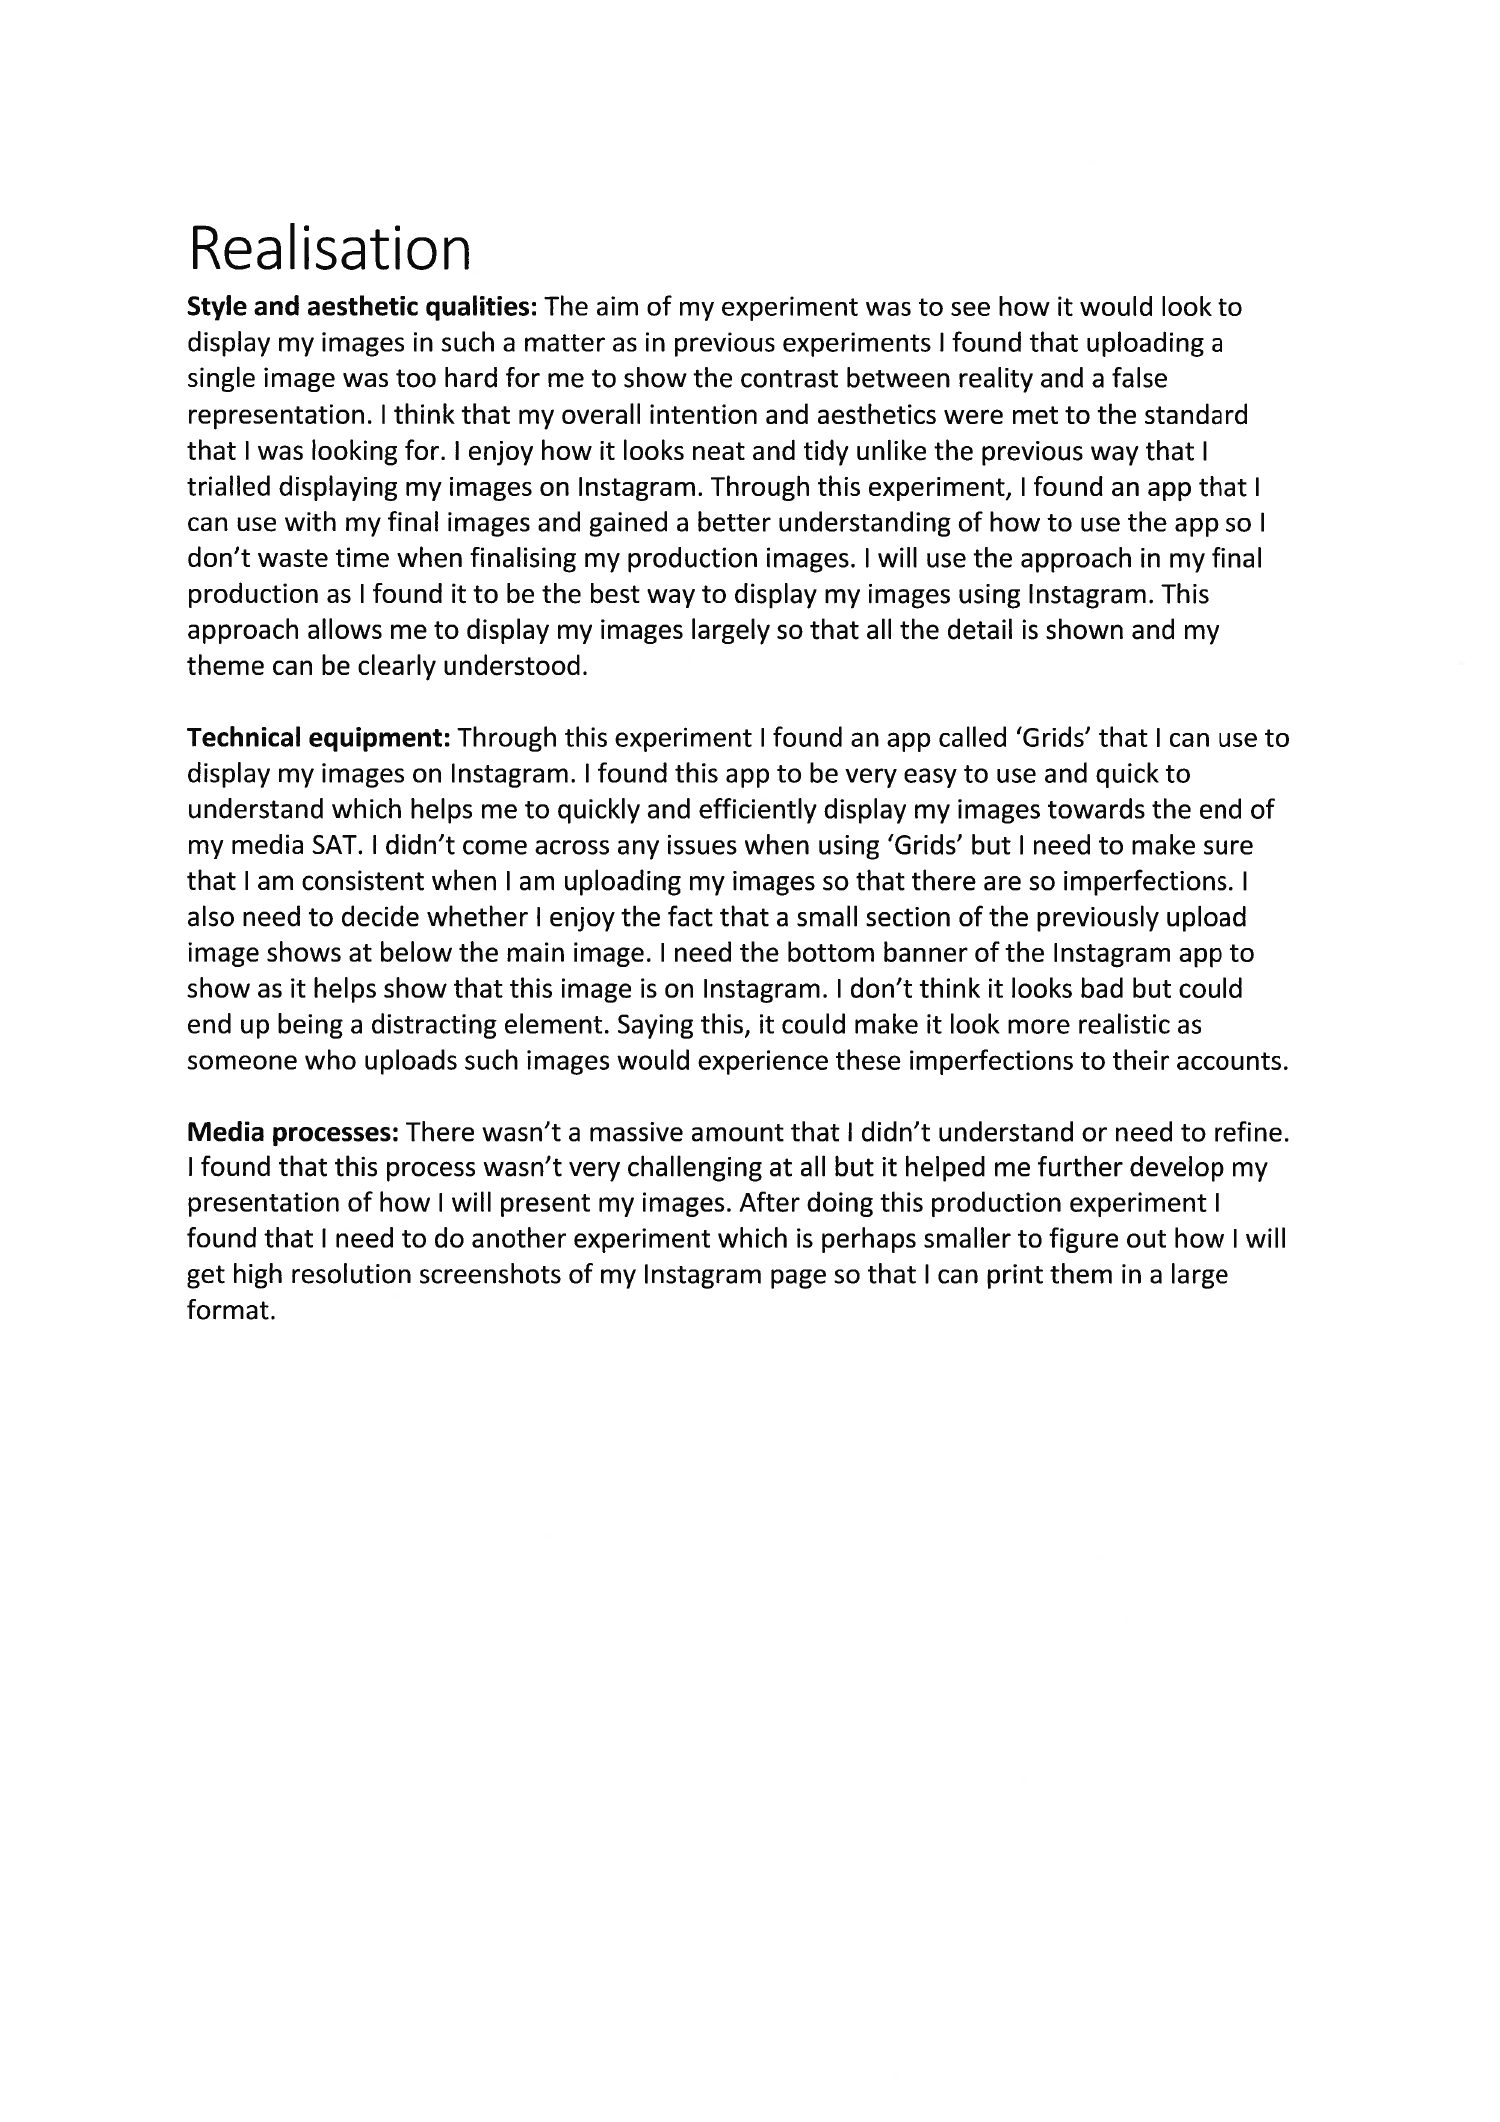 Realisation
Style and aesthetic qualities: The aim of my experiment was to see how it would look to
display my images in such a matter as in previous experiments I found that uploading a
single image was too hard for me to show the contrast between reality and a false
representation. I think that my overall intention and aesthetics were met to the standard
that I was looking for. I enjoy how it looks neat and tidy unlike the previous way that I
trialled displaying my images on Instagram. Through this experiment, I found an app that I
can use with my final images and gained a better understanding of how to use the app so I
don't waste time when finalising my production images. I will use the approach in my final
production as I found it to be the best way to display my images using Instagram. This
approach allows me to display my images largely so that all the detail is shown and my
theme can be clearly understood.
Technical equipment: Through this experiment I found an app called ‘Grids’ that I can use to
display my images on Instagram. I found this app to be very easy to use and quick to
understand which helps me to quickly and efficiently display my images towards the end of
my media SAT. I didn’t come across any issues when using ‘Grids’ but I need to make sure
that I am consistent when I am uploading my images so that there are so imperfections. I
also need to decide whether I enjoy the fact that a small section of the previously upload
image shows at below the main image. I need the bottom banner of the Instagram app to
show as it helps show that this image is on Instagram. I don’t think it looks bad but could
end up being a distracting element. Saying this, it could make it look more realistic as
someone who uploads such images would experience these imperfections to their accounts.
Media processes: There wasn’t a massive amount that I didn’t understand or need to refine.
I found that this process wasn’t very challenging at all but it helped me further develop my
presentation of how I will present my images. After doing this production experiment I
found that I need to do another experiment which is perhaps smaller to figure out how I will
get high resolution screenshots of my Instagram page so that I can print them in a large
format.